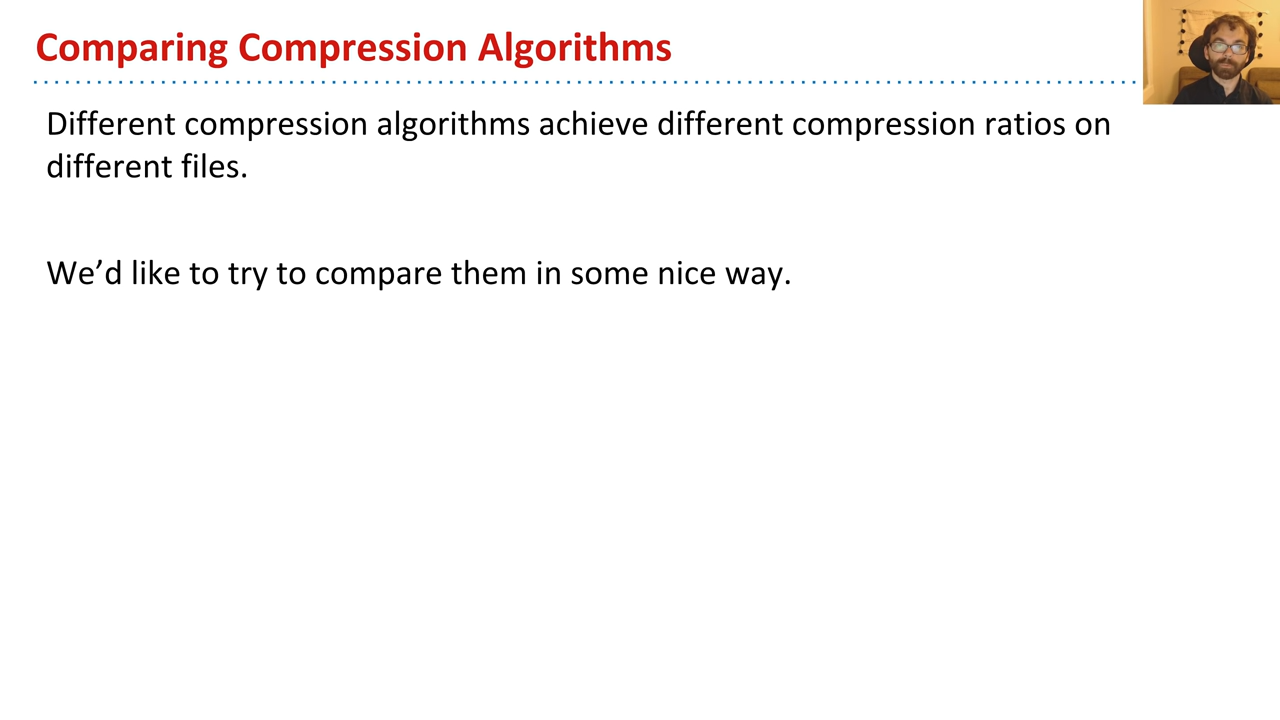 Comparing Compression Algorithms
Different compression algorithms achieve different compression ratios on
different files.
We’d like to try to compare them in some nice way.